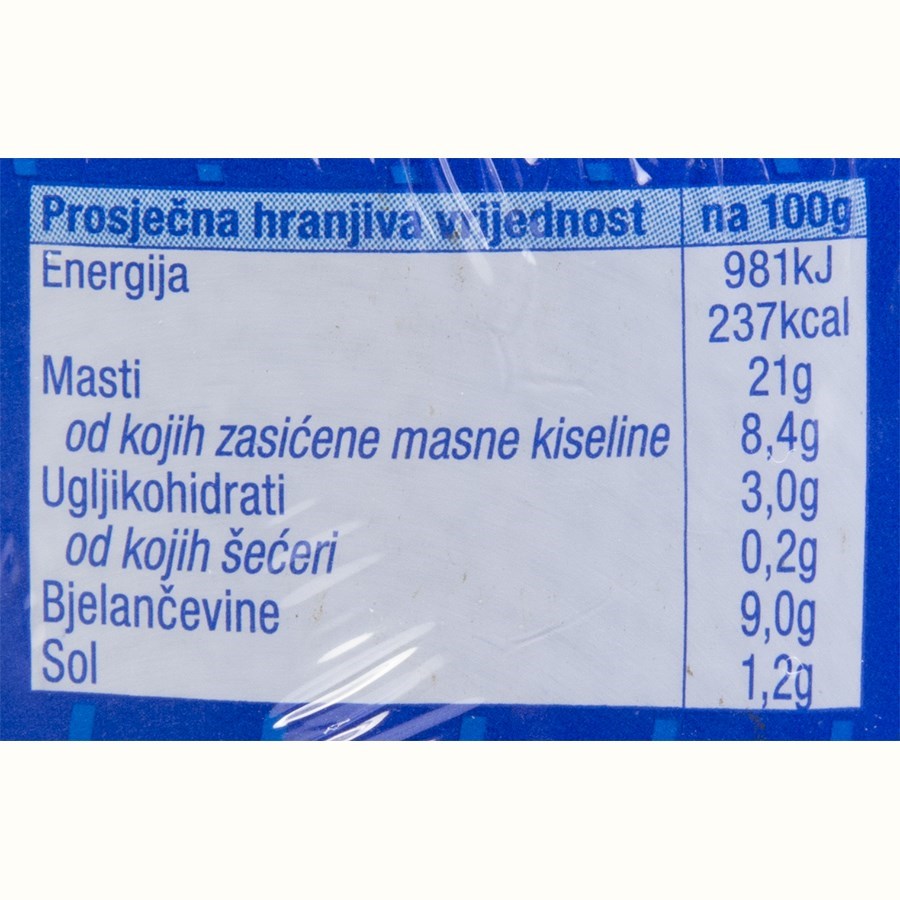 Prosječna hranjiva vrijednost na 100g
Energija 981kJ
237kcal
Masti 21g
od kojih zasićene masne kiseline 8,4g
Ugljikohidrati 3,0g
od kojih šećeri 0,2g
Bjelančevine 9,0g
Sol 1,2g